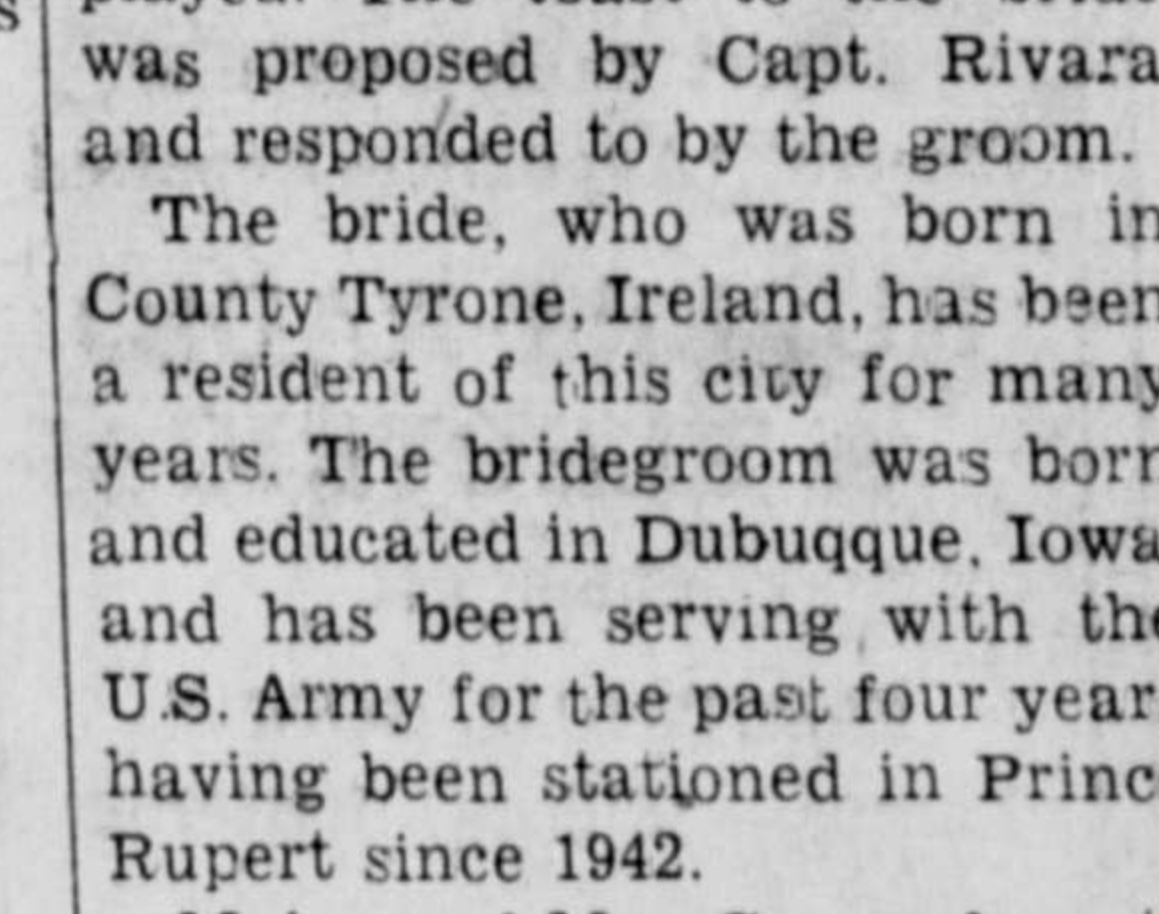 was proposed by Capt. Rivara
and responded to by the groom.
The bride, who was born in
County Tyrone, Ireland, has been
a resident of this city for many
years. The bridegroom was born
and educated in Dubuqque, Iowa
and has been serving with the
U.S. Army for the past four year
having been stationed in Princ
Rupert since 1942.